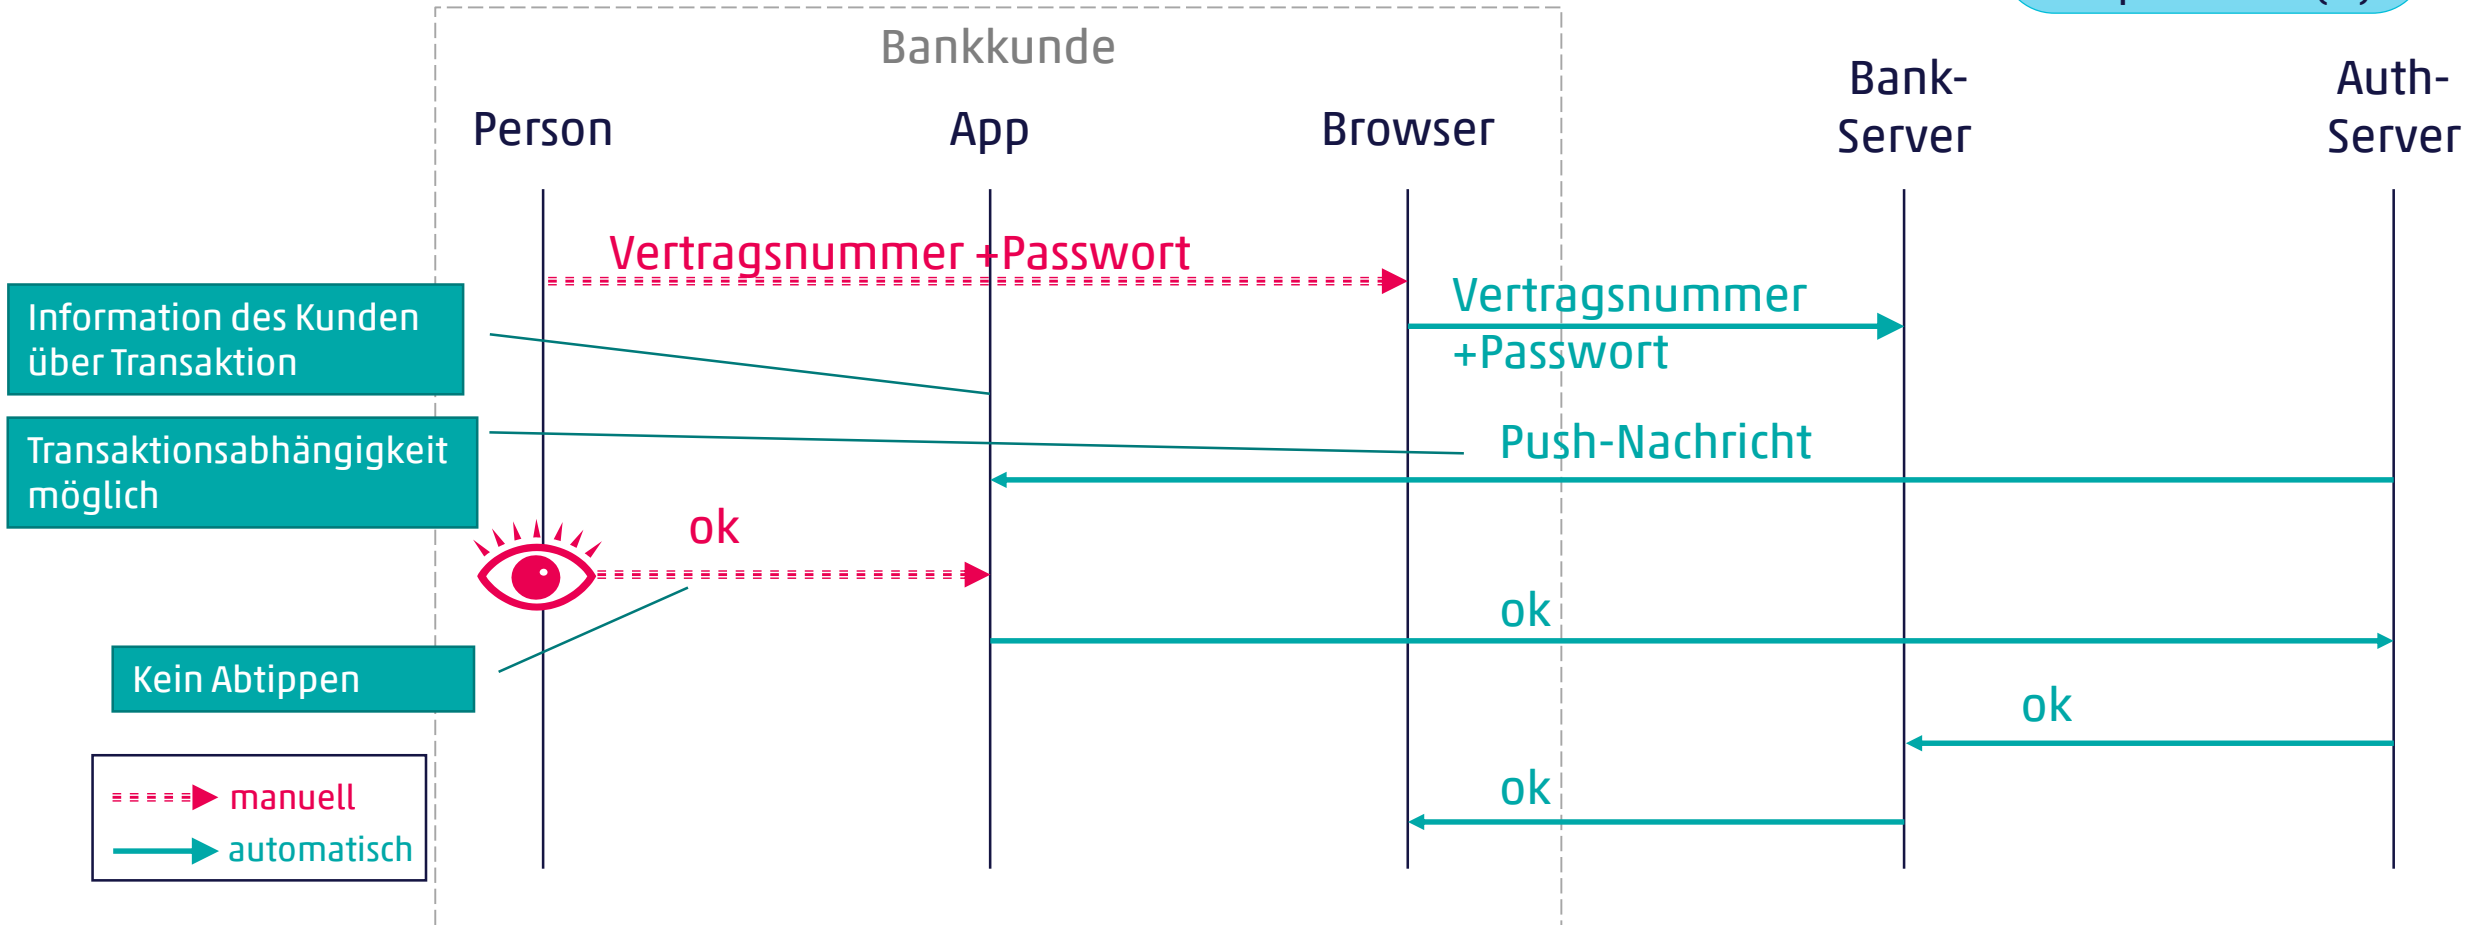 Bankkunde
Person
App
Browser
Bank-
Server
Auth-
Server
Vertragsnummer +Passwort
Vertragsnummer
+Passwort
Information des Kunden
über Transaktion
Transaktionsabhängigkeit
möglich
Push-Nachricht
ok
ok
Kein Abtippen
ok
ok
manuell
automatisch